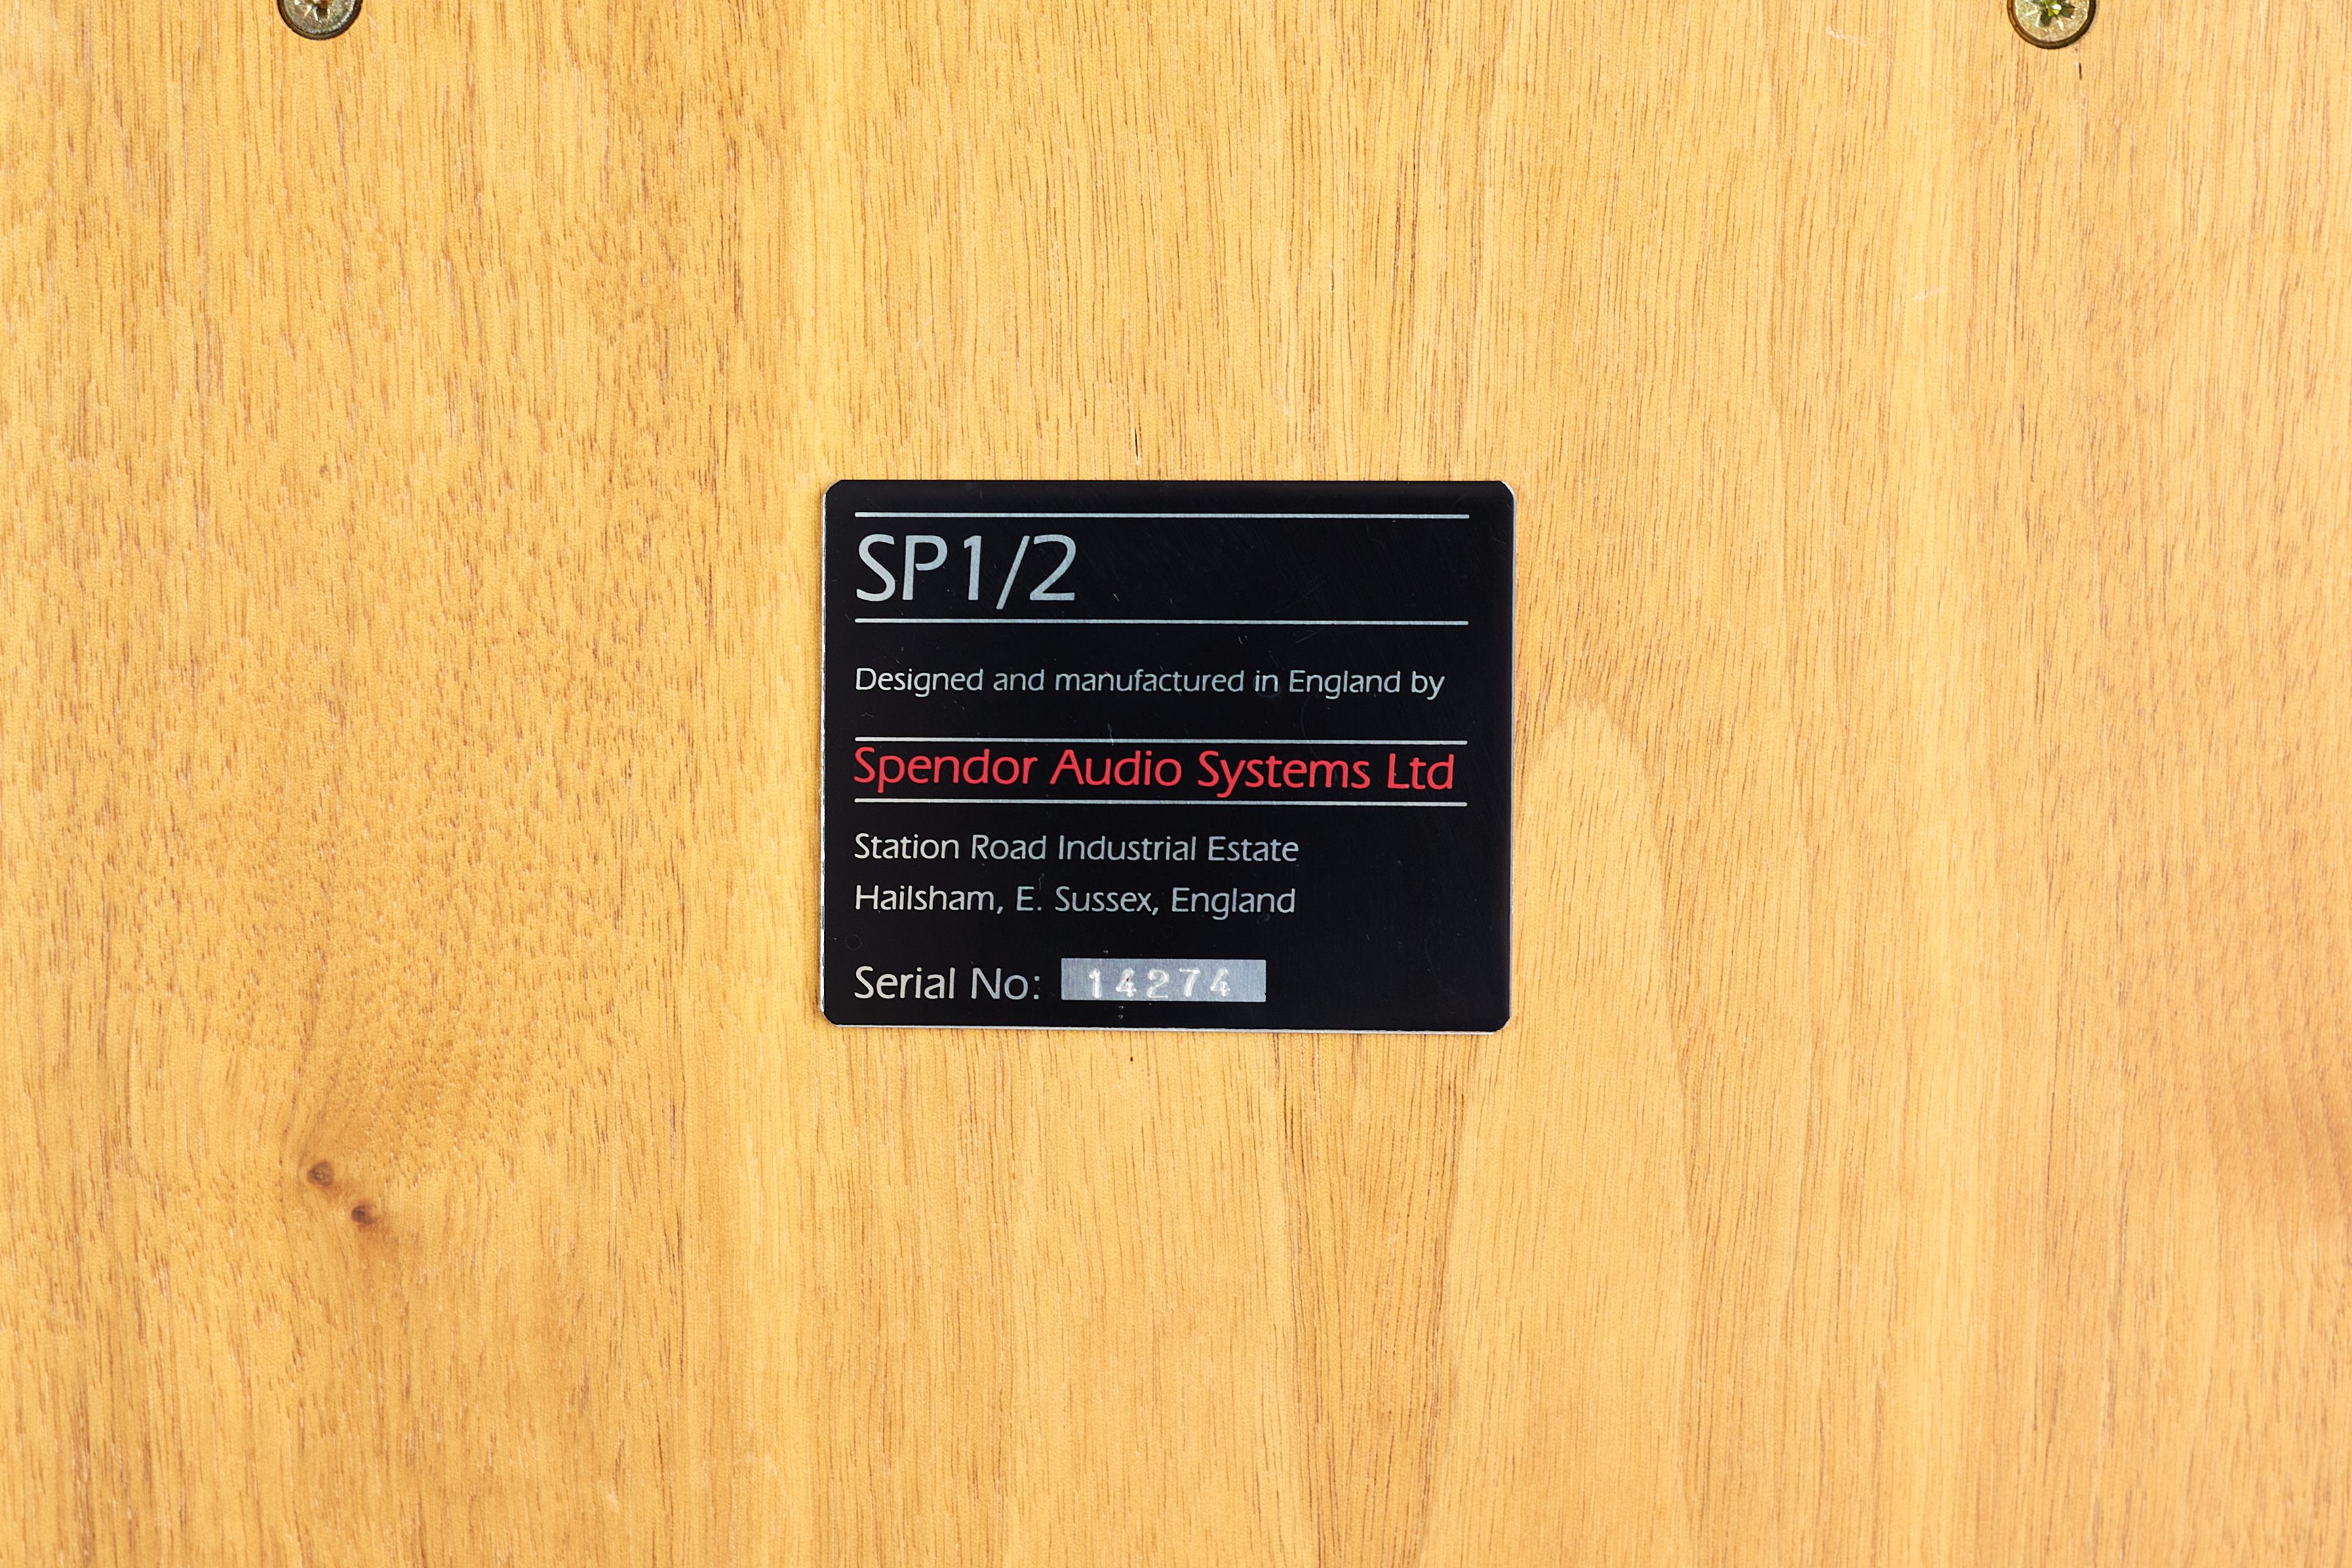 SP1/2
Designed and manufactured in England by
Spendor Audio Systems Ltd
Station Road Industrial Estate
Hailsham, E. Sussex, England
Serial No: 14274